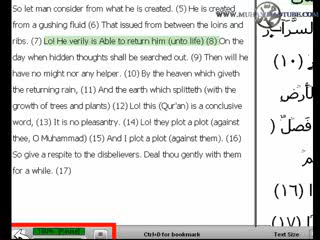 So let man consider from what he is created. (5) He is created
from a gushing fluid (6) That issued from between the loins and
ribs. (7) Lo! He verily is Able to return him (unto life) (8) On
the day when hidden thoughts shall be searched out. (9) Then will he
have no might nor any helper. (10) By the heaven which giveth
the returning rain, (11) And the earth which splitteth (with the
growth of trees and plants) (12) Lo! this (Qur'an) is a conclusive
word, (13) It is no pleasantry. (14) Lo! they plot a plot (against
thee, O Muhammad) (15) And I plot a plot (against them). (16)
So give a respite to the disbelievers. Deal thou gently with them
for a while. (17)
(١٠)
(١٦)
(١٧)
Ctrl+D for bookmark
Text Size